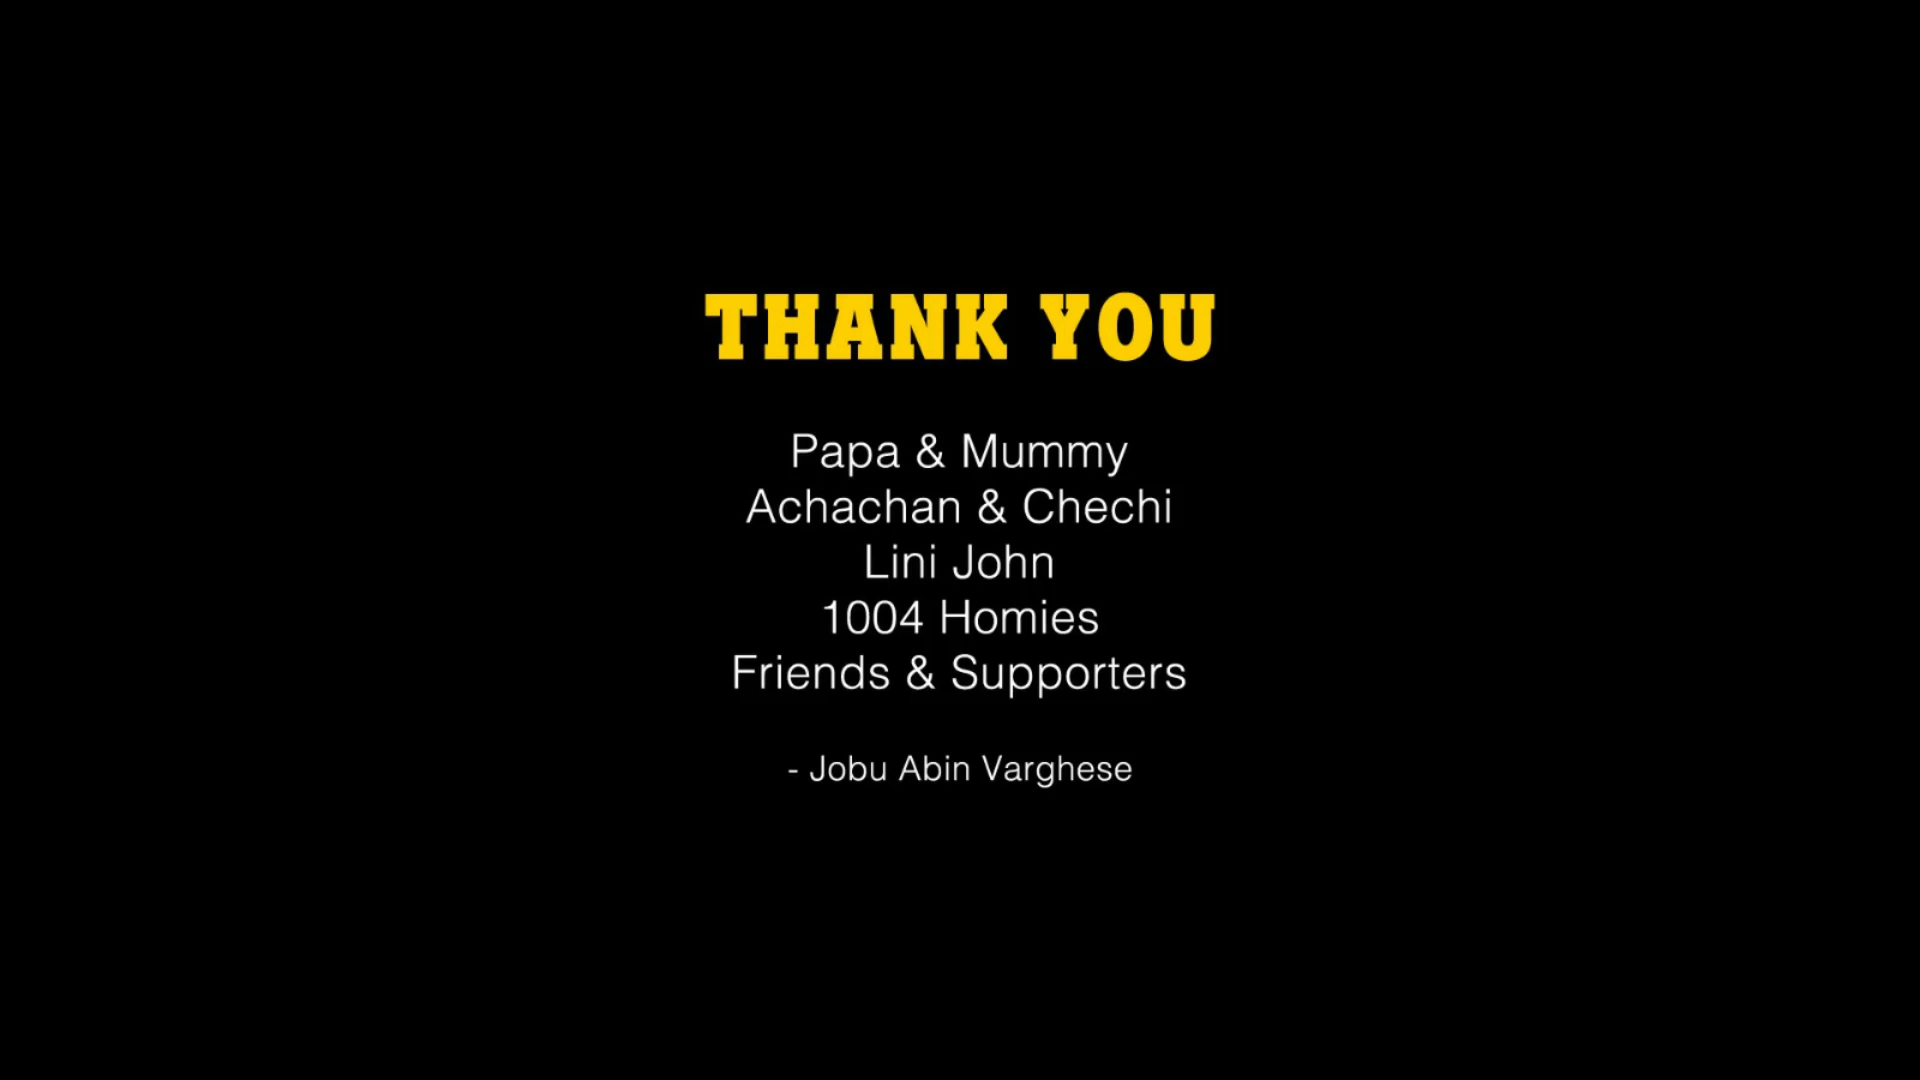 THANK YOU
Papa & Mummy
Achachan & Chechi
Lini John
1004 Homies
Friends & Supporters
- Jobu Abin Varghese